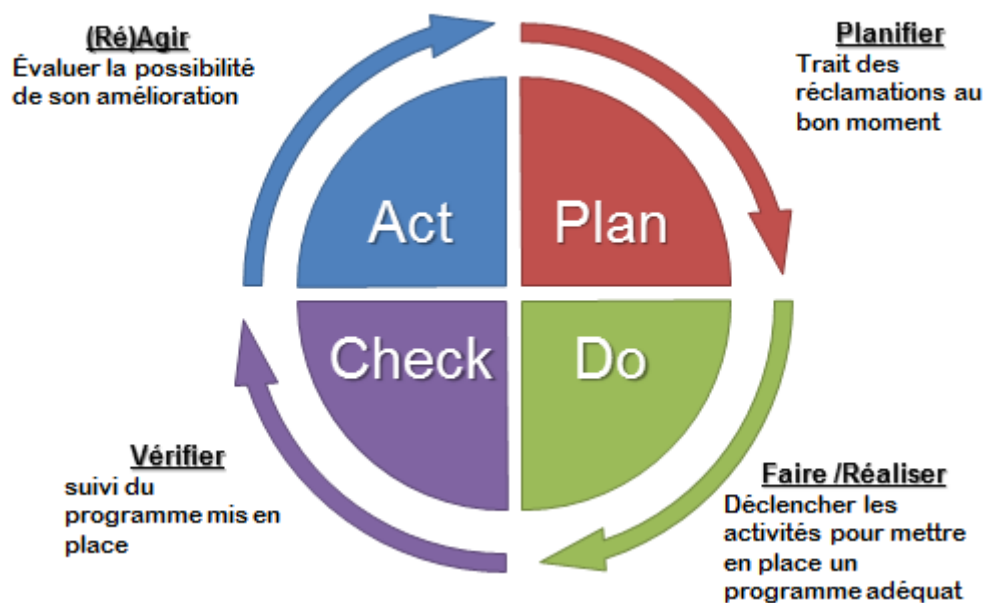 (Ré)Agir
Évaluer la possibilité
de son amélioration
Planifier
Trait des
réclamations au
bon moment
Act
Plan
Check
Do
Vérifier
suivi du
programme mis en
place
Faire /Réaliser
Déclencher les
activités pour mettre
en place un
programme adéquat